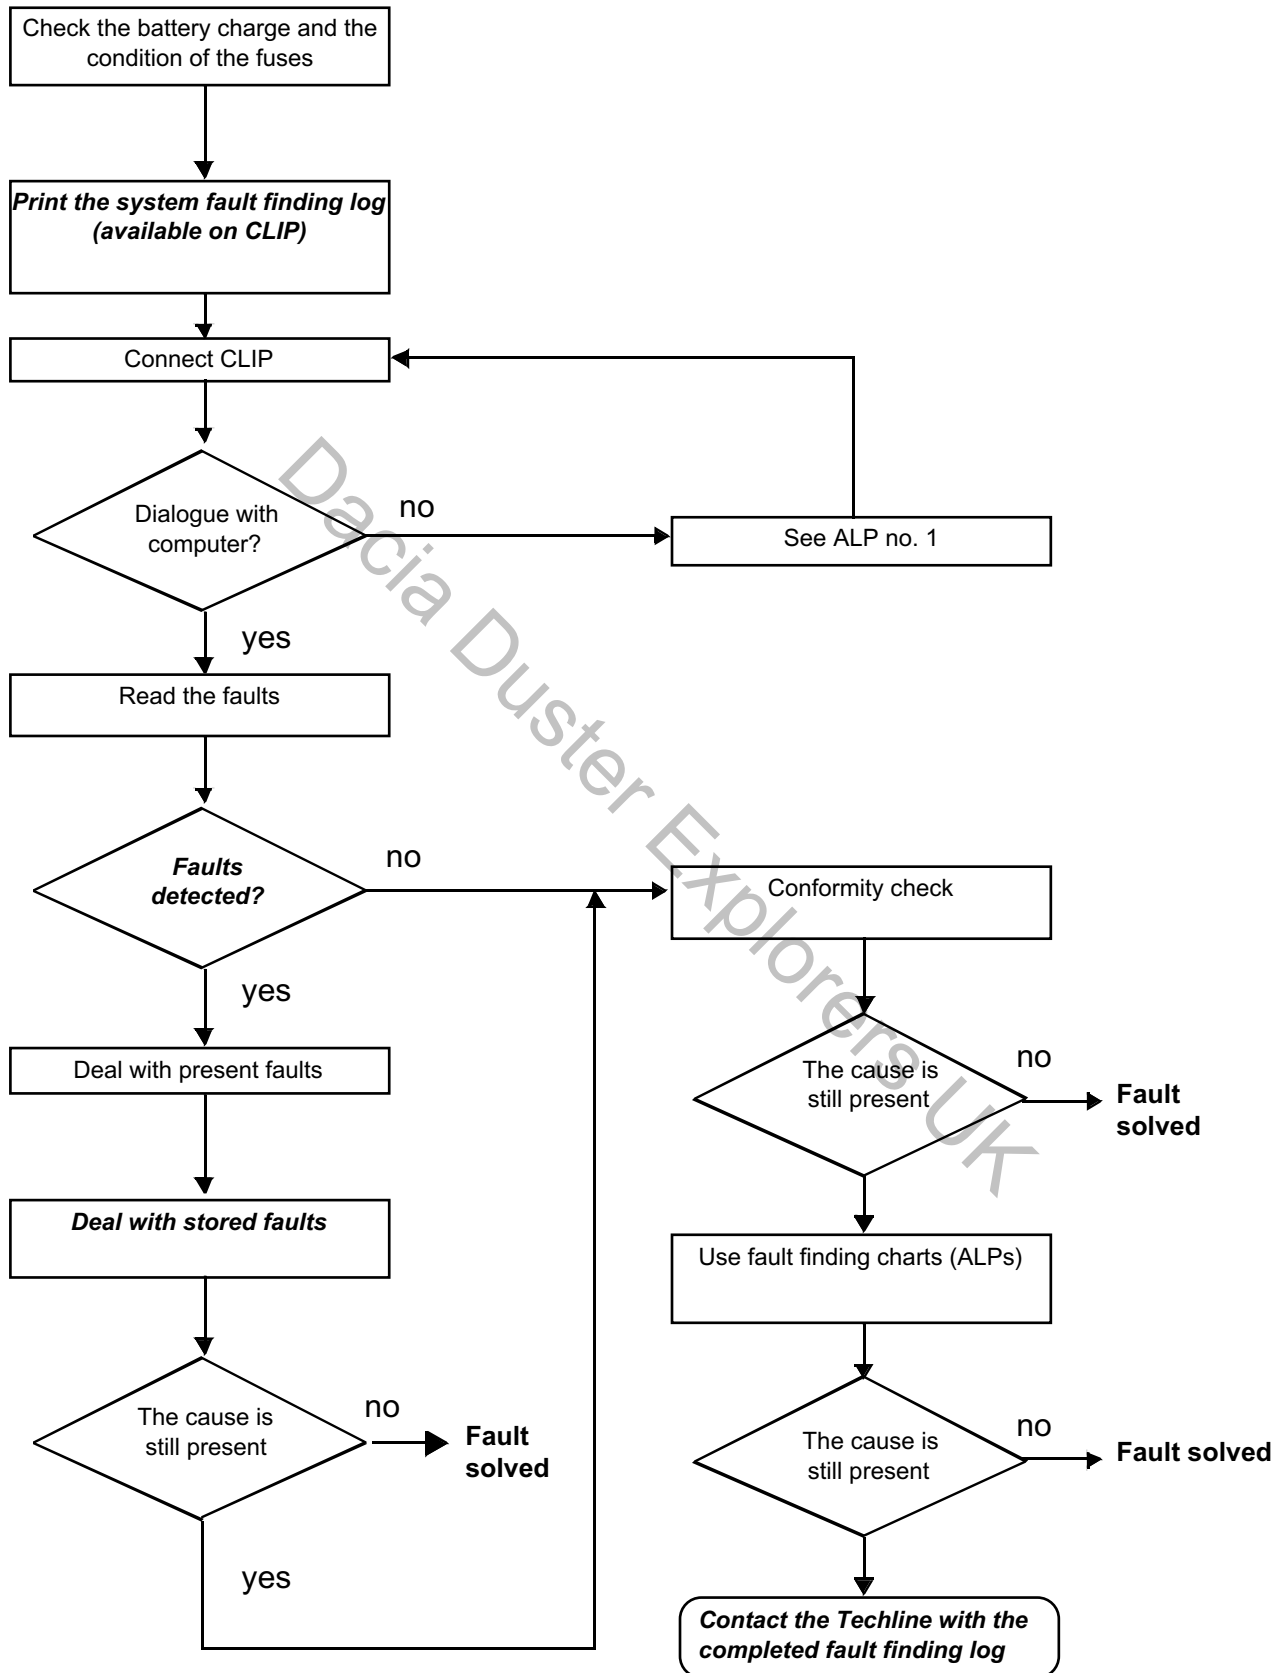 Check the battery charge and the
condition of the fuses
Print the system fault finding log
(available on CLIP)
Connect CLIP
Dialogue with
computer?
no
See ALP no. 1
yes
Read the faults
Faults
detected?
no
Conformity check
yes
Deal with present faults
The cause is
still present
no
Fault
solved
Deal with stored faults
Use fault finding charts (ALPs)
The cause is
still present
no
Fault
solved
The cause is
still present
no
Fault solved
yes
Contact the Techline with the
completed fault finding log
Dacia Duster Explorers UK